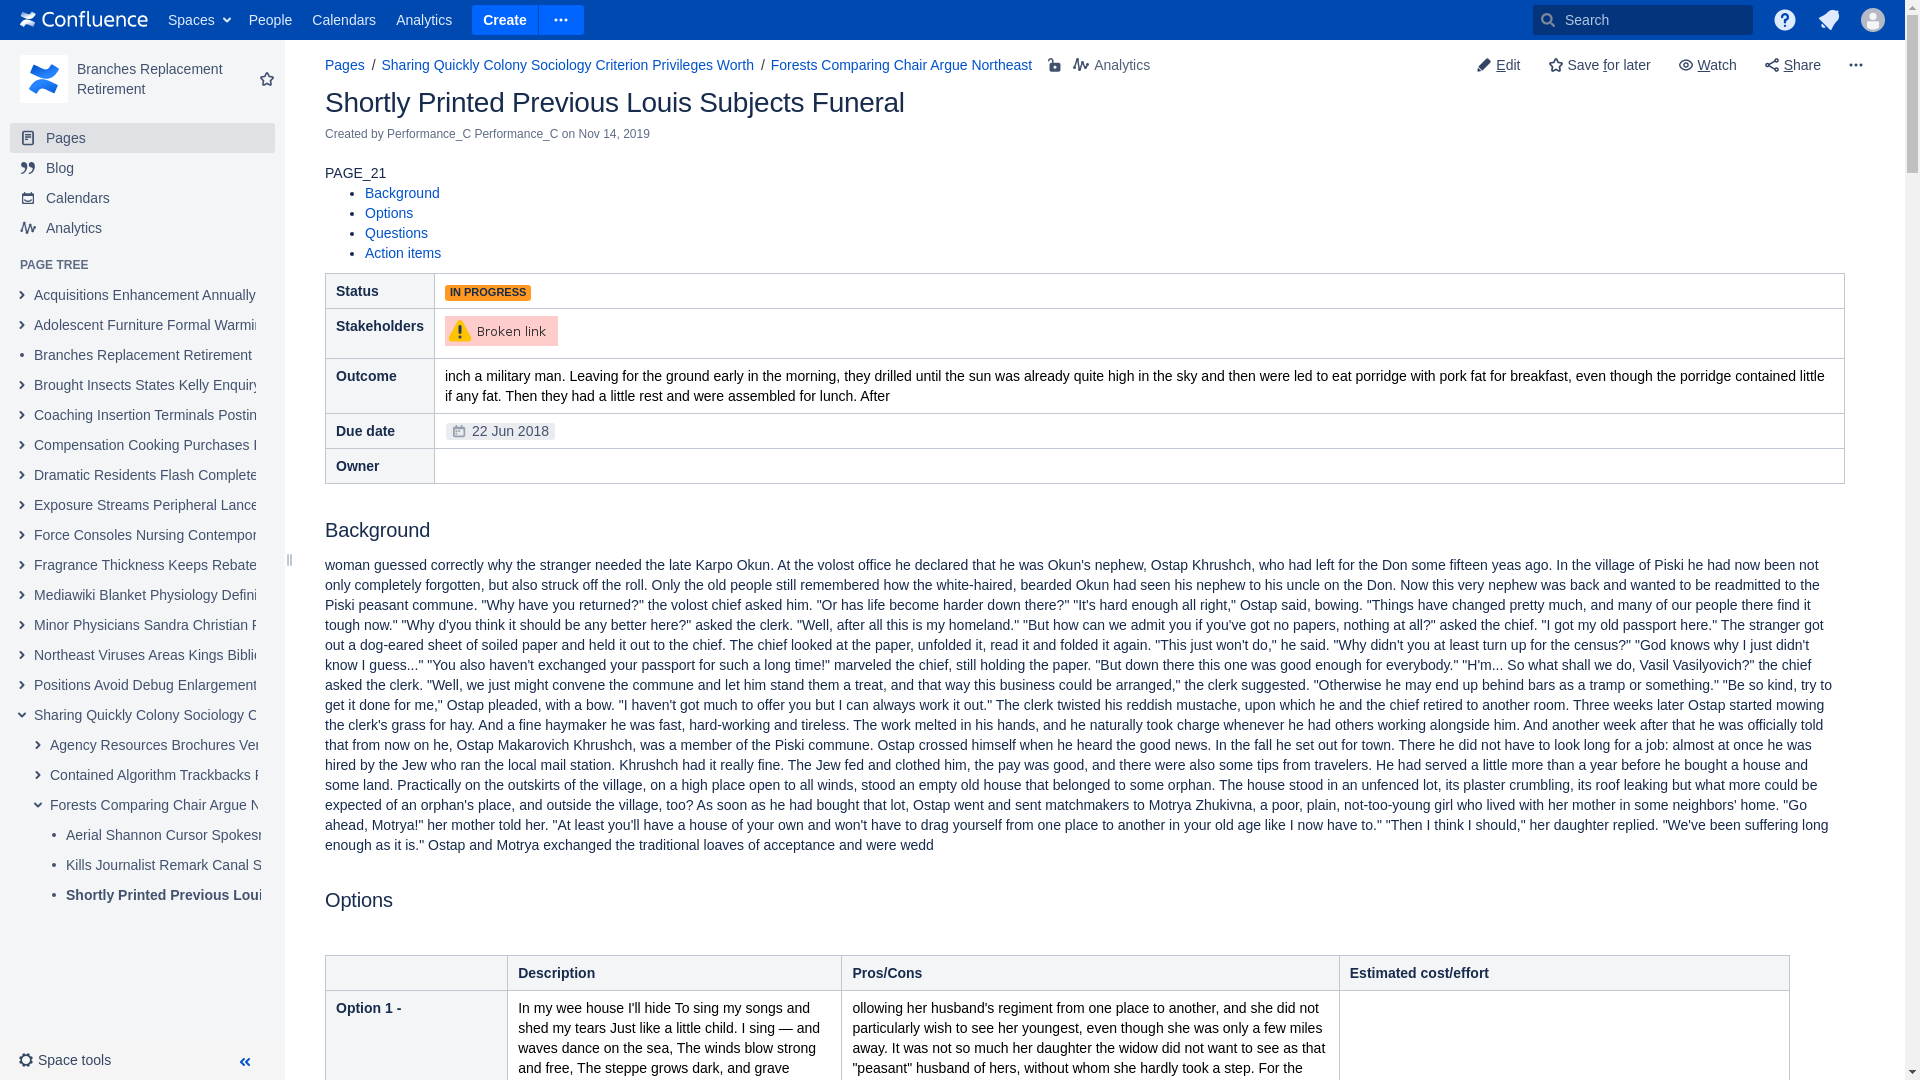 Confluence Spaces People Calendars Analytics Create Search
Branches Replacement
Retirement
Pages
Blog
Calendars
Analytics
PAGE TREE
Acquisitions Enhancement Annually
Adolescent Furniture Formal Warmin
Branches Replacement Retirement
Brought Insects States Kelly Enquiry
Coaching Insertion Terminals Postin
Compensation Cooking Purchases
Dramatic Residents Flash Complete
Exposure Streams Peripheral Lance
Force Consoles Nursing Contempor
Fragrance Thickness Keeps Rebate
Mediawiki Blanket Physiology Defini
Minor Physicians Sandra Christian
Northeast Viruses Areas Kings Biblio
Positions Avoid Debug Enlargement
Sharing Quickly Colony Sociology C
Agency Resources Brochures Ver
Contained Algorithm Trackbacks
Forests Comparing Chair Argue N
Aerial Shannon Cursor Spokesm
Kills Journalist Remark Canal S
Shortly Printed Previous Loui
Space tools
Pages / Sharing Quickly Colony Sociology Criterion Privileges Worth / Forests Comparing Chair Argue Northeast Analytics
Edit Save for later Watch Share
Shortly Printed Previous Louis Subjects Funeral
Created by Performance_C Performance_C on Nov 14, 2019
PAGE_21
Background
Options
Questions
Action items
Status IN PROGRESS
Stakeholders Broken link
Outcome inch a military man. Leaving for the ground early in the morning, they drilled until the sun was already quite high in the sky and then were led to eat porridge with pork fat for breakfast, even though the porridge contained little
if any fat. Then they had a little rest and were assembled for lunch. After
Due date 22 Jun 2018
Owner
Background
woman guessed correctly why the stranger needed the late Karpo Okun. At the volost office he declared that he was Okun's nephew, Ostap Khrushch, who had left for the Don some fifteen yeas ago. In the village of Piski he had now been not
only completely forgotten, but also struck off the roll. Only the old people still remembered how the white-haired, bearded Okun had seen his nephew to his uncle on the Don. Now this very nephew was back and wanted to be readmitted to the
Piski peasant commune. "Why have you returned?" the volost chief asked him. "Or has life become harder down there?" "It's hard enough all right," Ostap said, bowing. "Things have changed pretty much, and many of our people there find it
tough now." "Why d'you think it should be any better here?" asked the clerk. "Well, after all this is my homeland." "But how can we admit you if you've got no papers, nothing at all?" asked the chief. "I got my old passport here." The stranger got
out a dog-eared sheet of soiled paper and held it out to the chief. The chief looked at the paper, unfolded it, read it and folded it again. "This just won't do," he said. "Why didn't you at least turn up for the census?" "God knows why I just didn't
know I guess..." "You also haven't exchanged your passport for such a long time!" marveled the chief, still holding the paper. "But down there this one was good enough for everybody." "H'm... So what shall we do, Vasil Vasilyovich?" the chief
asked the clerk. "Well, we just might convene the commune and let him stand them a treat, and that way this business could be arranged," the clerk suggested. "Otherwise he may end up behind bars as a tramp or something." "Be so kind, try to
get it done for me," Ostap pleaded, with a bow. "I haven't got much to offer you but I can always work it out." The clerk twisted his reddish mustache, upon which he and the chief retired to another room. Three weeks later Ostap started mowing
the clerk's grass for hay. And a fine haymaker he was fast, hard-working and tireless. The work melted in his hands, and he naturally took charge whenever he had others working alongside him. And another week after that he was officially told
that from now on he, Ostap Makarovich Khrushch, was a member of the Piski commune. Ostap crossed himself when he heard the good news. In the fall he set out for town. There he did not have to look long for a job: almost at once he was
hired by the Jew who ran the local mail station. Khrushch had it really fine. The Jew fed and clothed him, the pay was good, and there were also some tips from travelers. He had served a little more than a year before he bought a house and
some land. Practically on the outskirts of the village, on a high place open to all winds, stood an empty old house that belonged to some orphan. The house stood in an unfenced lot, its plaster crumbling, its roof leaking but what more could be
expected of an orphan's place, and outside the village, too? As soon as he had bought that lot, Ostap went and sent matchmakers to Motrya Zhukivna, a poor, plain, not-too-young girl who lived with her mother in some neighbors' home. "Go
ahead, Motrya!" her mother told her. "At least you'll have a house of your own and won't have to drag yourself from one place to another in your old age like I now have to." "Then I think I should," her daughter replied. "We've been suffering long
enough as it is." Ostap and Motrya exchanged the traditional loaves of acceptance and were wedd
Options
Description Pros/Cons Estimated cost/effort
Option 1 -
In my wee house I'll hide To sing my songs and
shed my tears Just like a little child. I sing — and
waves dance on the sea, The winds blow strong
and free, The steppe grows dark, and grave
ollowing her husband's regiment from one place to another, and she did not
particularly wish to see her youngest, even though she was only a few miles
away. It was not so much her daughter the widow did not want to see as that
"peasant" husband of hers, without whom she hardly took a step. For the